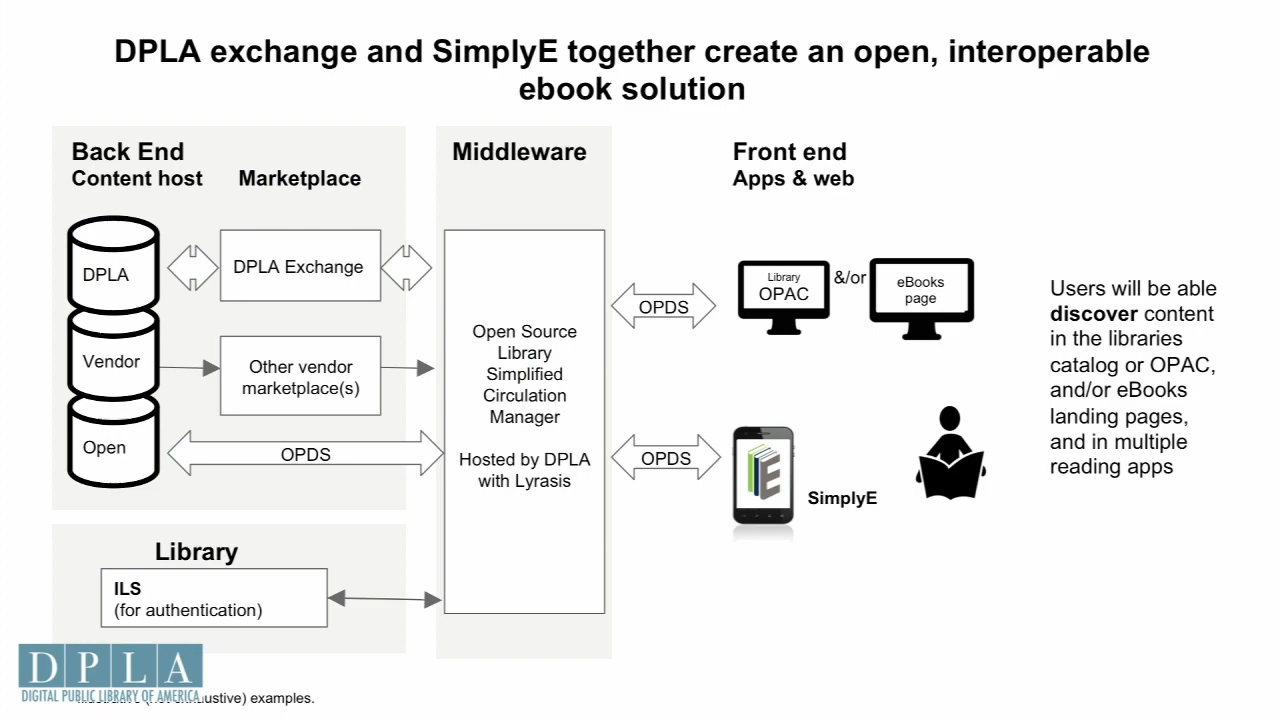 DPLA exchange and SimplyE together create an open, interoperable
ebook solution
Back End
Content host
Marketplace
DPLA
DPLA Exchange
Vendor
Other vendor
marketplace(s)
Open
OPDS
Library
ILS
(for authentication)
Middleware
Open Source
Library
Simplified
Circulation
Manager
Hosted by DPLA
with Lyrasis
OPDS
OPDS
Front end
Apps & web
Library
OPAC
&/or
eBooks
page
E
SimplyE
Users will be able
discover content
in the libraries
catalog or OPAC,
and/or eBooks
landing pages,
and in multiple
reading apps
DPLA
DIGITAL PUBLIC LIBRARY OF AMERICA
examples.